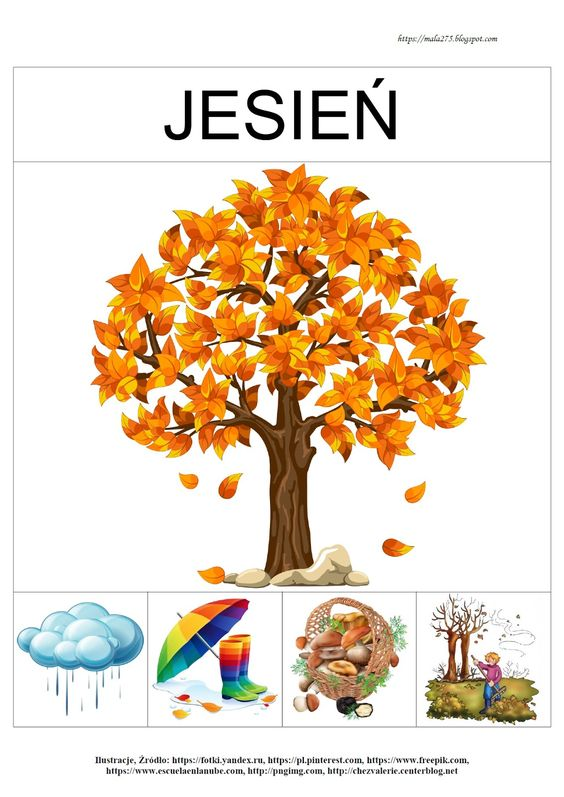 https://mala275.blogspot.com
JESIEŃ
Ilustracje, Źródło: https://fotki.yandex.ru, https://pl.pinterest.com, https://www.freepik.com,
https://www.escuelaenlanube.com, http://pngimg.com, http://chezvalerie.centerblog.net